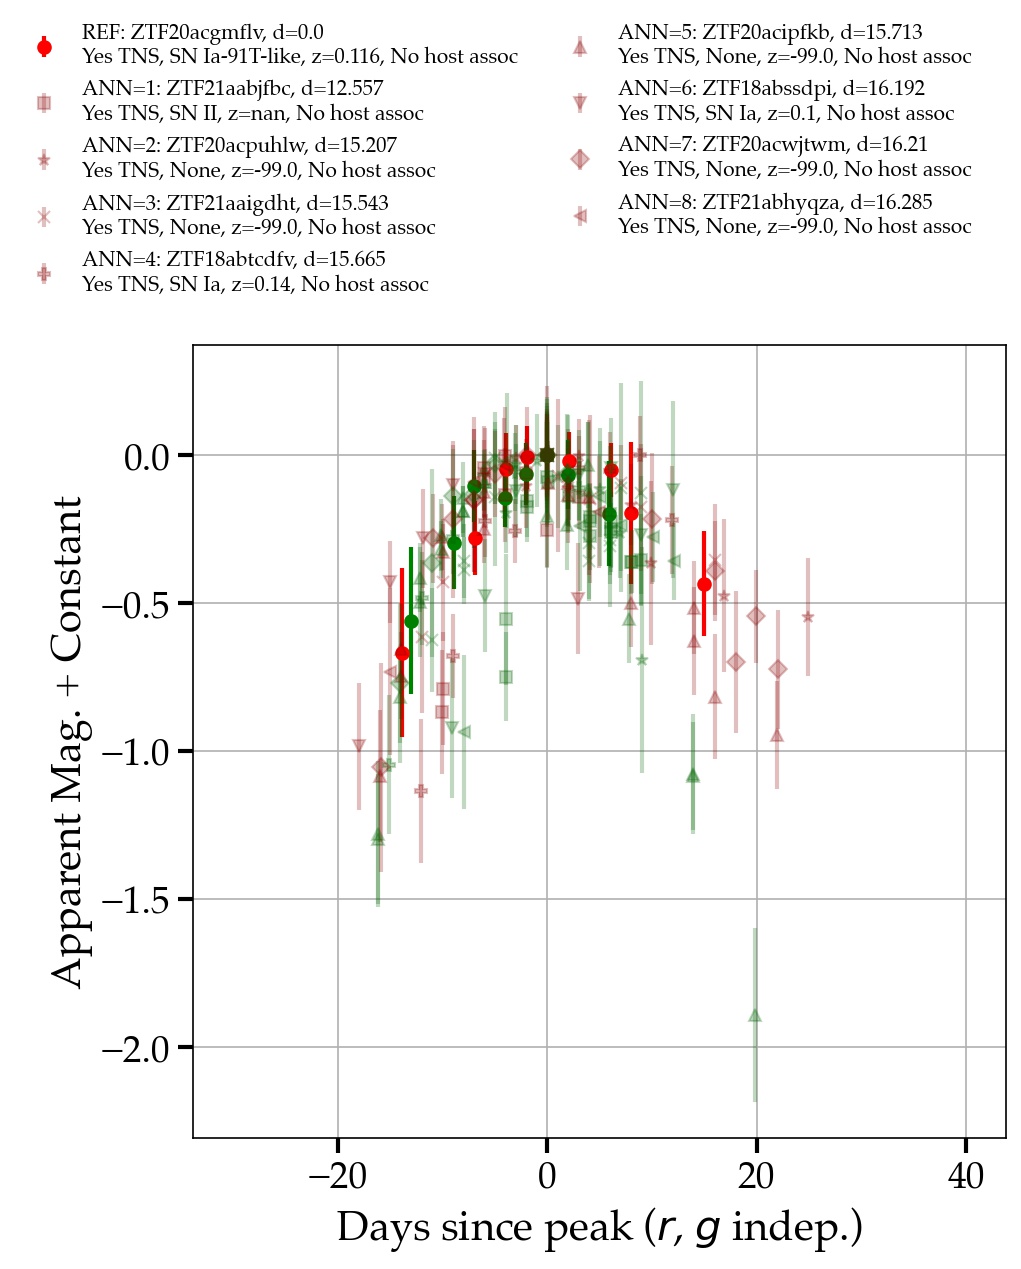 REF: ZTF20acgmflv, d=0.0
Yes TNS, SN Ia-91T-like, z=0.116, No host assoc
ANN=1: ZTF21aabjfbc, d=12.557
Yes TNS, SN II, z=nan, No host assoc
ANN=2: ZTF20acpuhlw, d=15.207
Yes TNS, None, z=-99.0, No host assoc
ANN=3: ZTF21aaigdht, d=15.543
Yes TNS, None, z=-99.0, No host assoc
ANN=4: ZTF18abtcdfv, d=15.665
Yes TNS, SN Ia, z=0.14, No host assoc
ANN=5: ZTF20acipfkb, d=15.713
Yes TNS, None, z=-99.0, No host assoc
ANN=6: ZTF18abssdpi, d=16.192
Yes TNS, SN Ia, z=0.1, No host assoc
ANN=7: ZTF20acwjtwm, d=16.21
Yes TNS, None, z=-99.0, No host assoc
ANN=8: ZTF21abhyqza, d=16.285
Yes TNS, None, z=-99.0, No host assoc
Apparent Mag. + Constant
0.0
−0.5
−1.0
−1.5
−2.0
−20 0 20 40
Days since peak (r, g indep.)